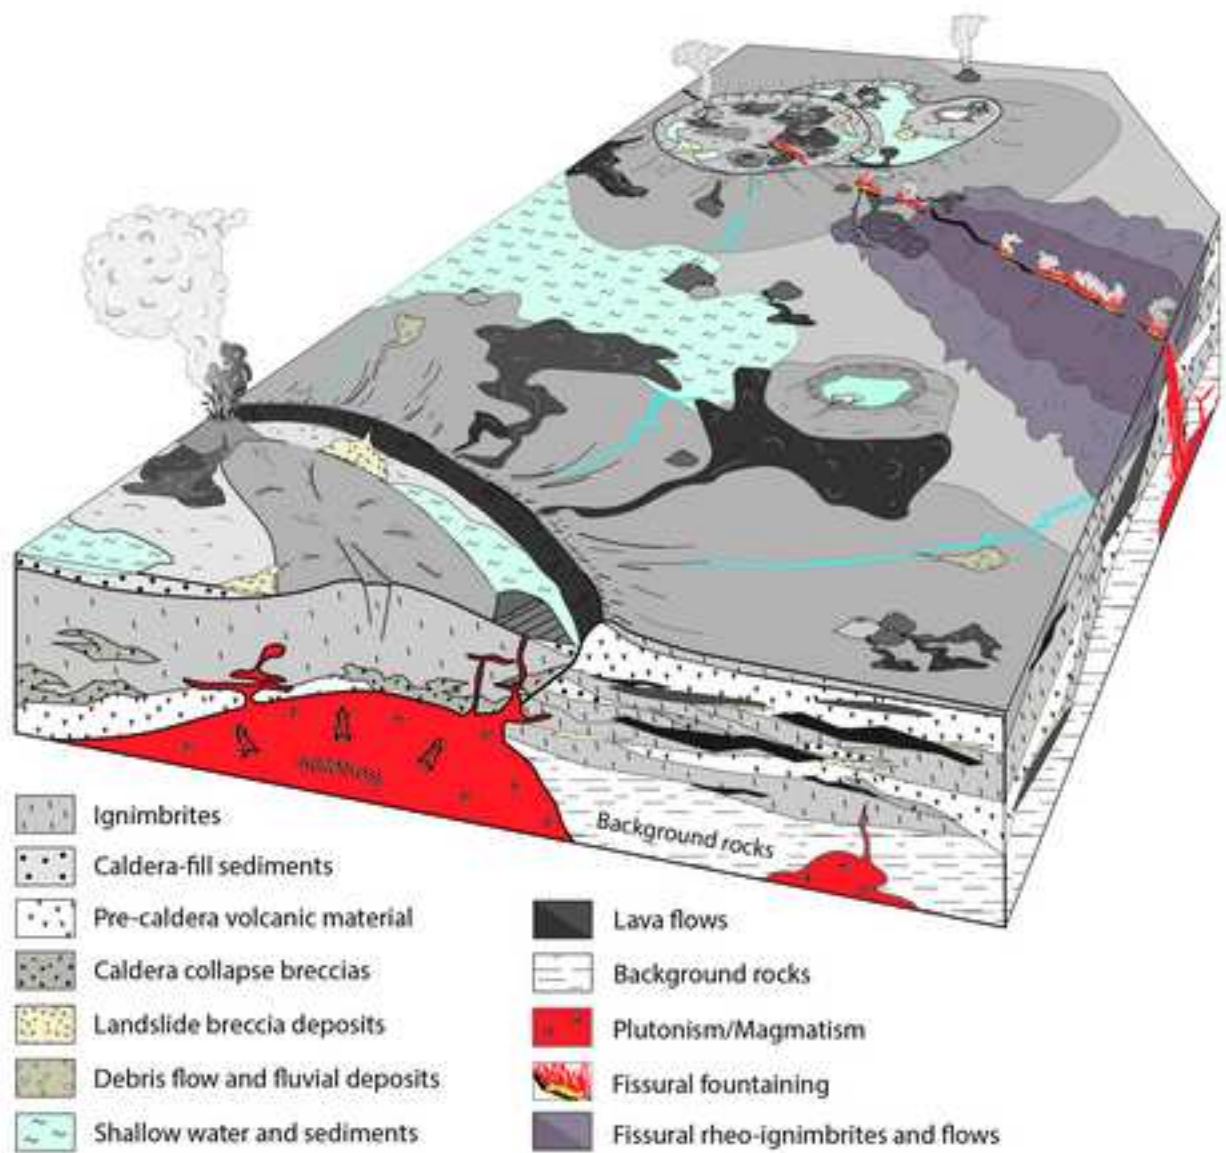 Background rocks
Ignimbrites
Caldera-fill sediments
Pre-caldera volcanic material
Caldera collapse breccias
Landslide breccia deposits
Debris flow and fluvial deposits
Shallow water and sediments
Lava flows
Background rocks
Plutonism/Magmatism
Fissural fountaining
Fissural rheo-ignimbrites and flows